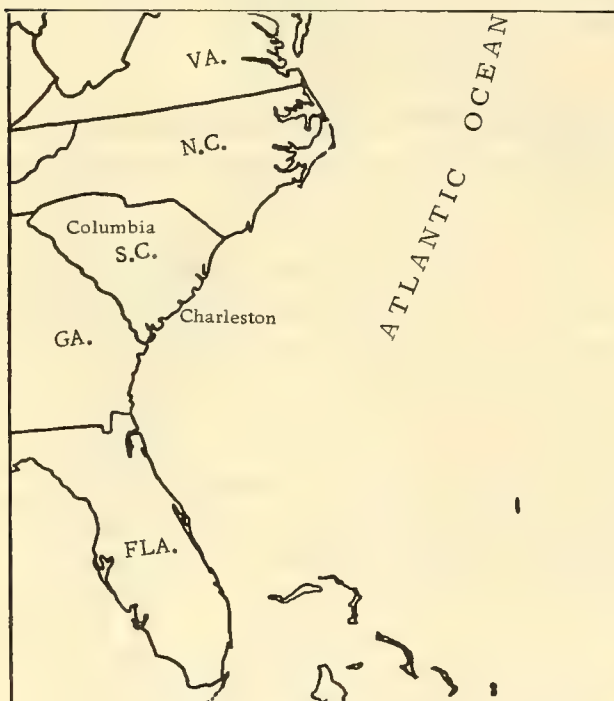 VA.
N.C.
Columbia
S.C.
Charleston
GA.
FLA.
ATLANTIC OCEAN